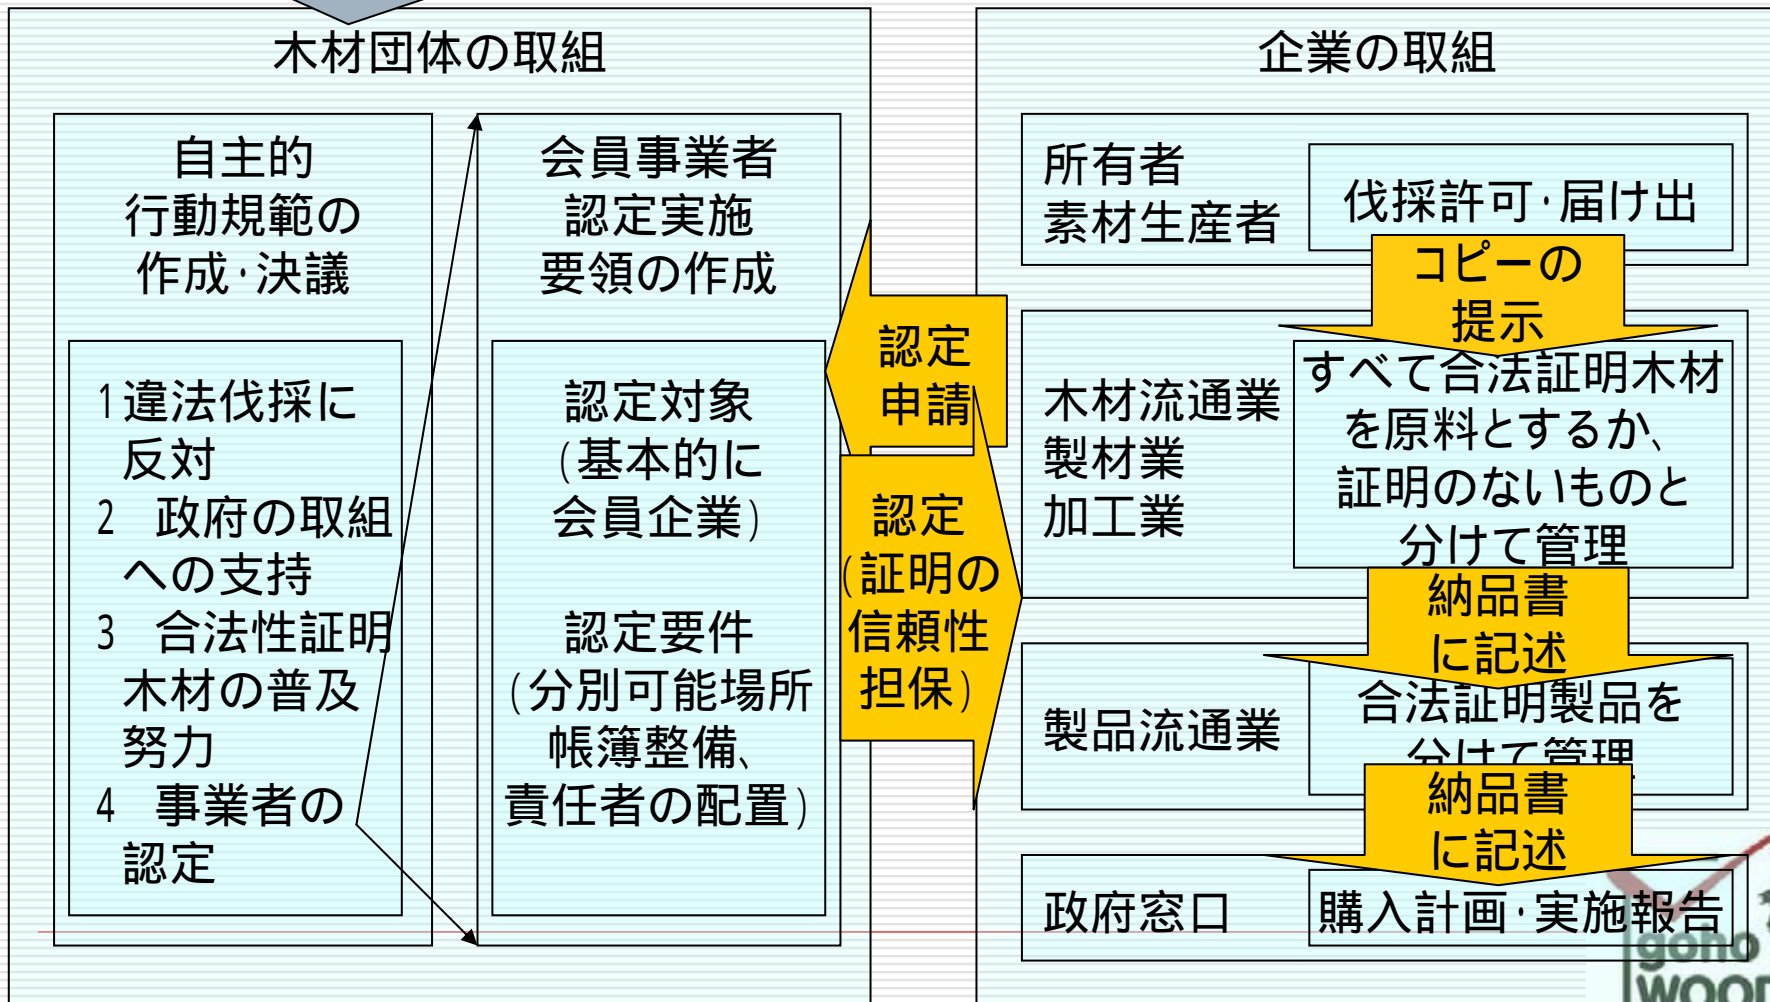 木材団体の取組
自主的
行動規範の
作成・決議
1 違法伐採に
反対
2 政府の取組
への支持
3 合法性証明
木材の普及
努力
4 事業者の
認定
会員事業者
認定実施
要領の作成
認定対象
(基本的に
会員企業)
認定要件
(分別可能場所
帳簿整備、
責任者の配置)
認定
申請
認定
(証明の
信頼性
担保)
企業の取組
所有者
素材生産者
伐採許可・届け出
コピーの
提示
木材流通業
製材業
加工業
すべて合法証明木材
を原料とするか、
証明のないものと
分けて管理
納品書
に記述
製品流通業
合法証明製品を
分けて管理
納品書
に記述
政府窓口
購入計画・実施報告
goho
wood